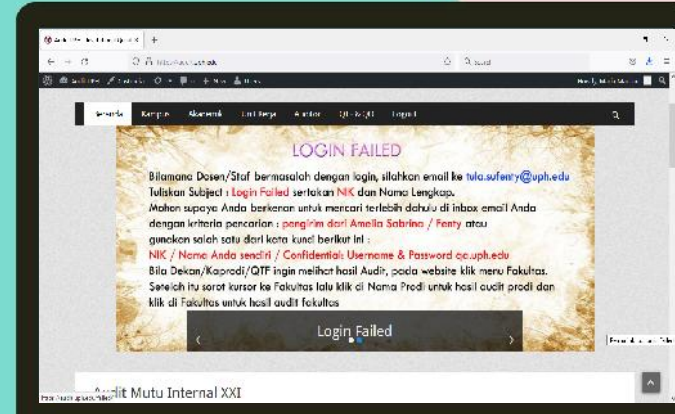 Beranda Kampus Akademik Unit Kerja Auditor Logout
LOGIN FAILED
Bilamana Dosen/Staf bermasalah dengan login, silahkan email ke tula.sufenty@uph.edu
Tuliskan Subject : Login Failed sertakan NIK dan Nama Lengkap.
Mohon supaya Anda berkenan untuk mencari terlebih dahulu di inbox email Anda
dengan kriteria pencarian : pengirim dari Amelia Sabrina / Fenty atau
gunakan salah satu dari kata kunci berikut ini :
NIK / Nama Anda sendiri / Confidential: Username & Password qa.uph.edu
Bila Dekan/Kaprodi/QTF ingin melihat hasil Audit, pada website klik menu Fakultas.
Setelah itu sorot kursor ke Fakultas lalu klik di Nama Prodi untuk hasil audit prodi dan
klik di Fakultas untuk hasil audit fakultas
Login Failed
Audit Mutu Internal XXI